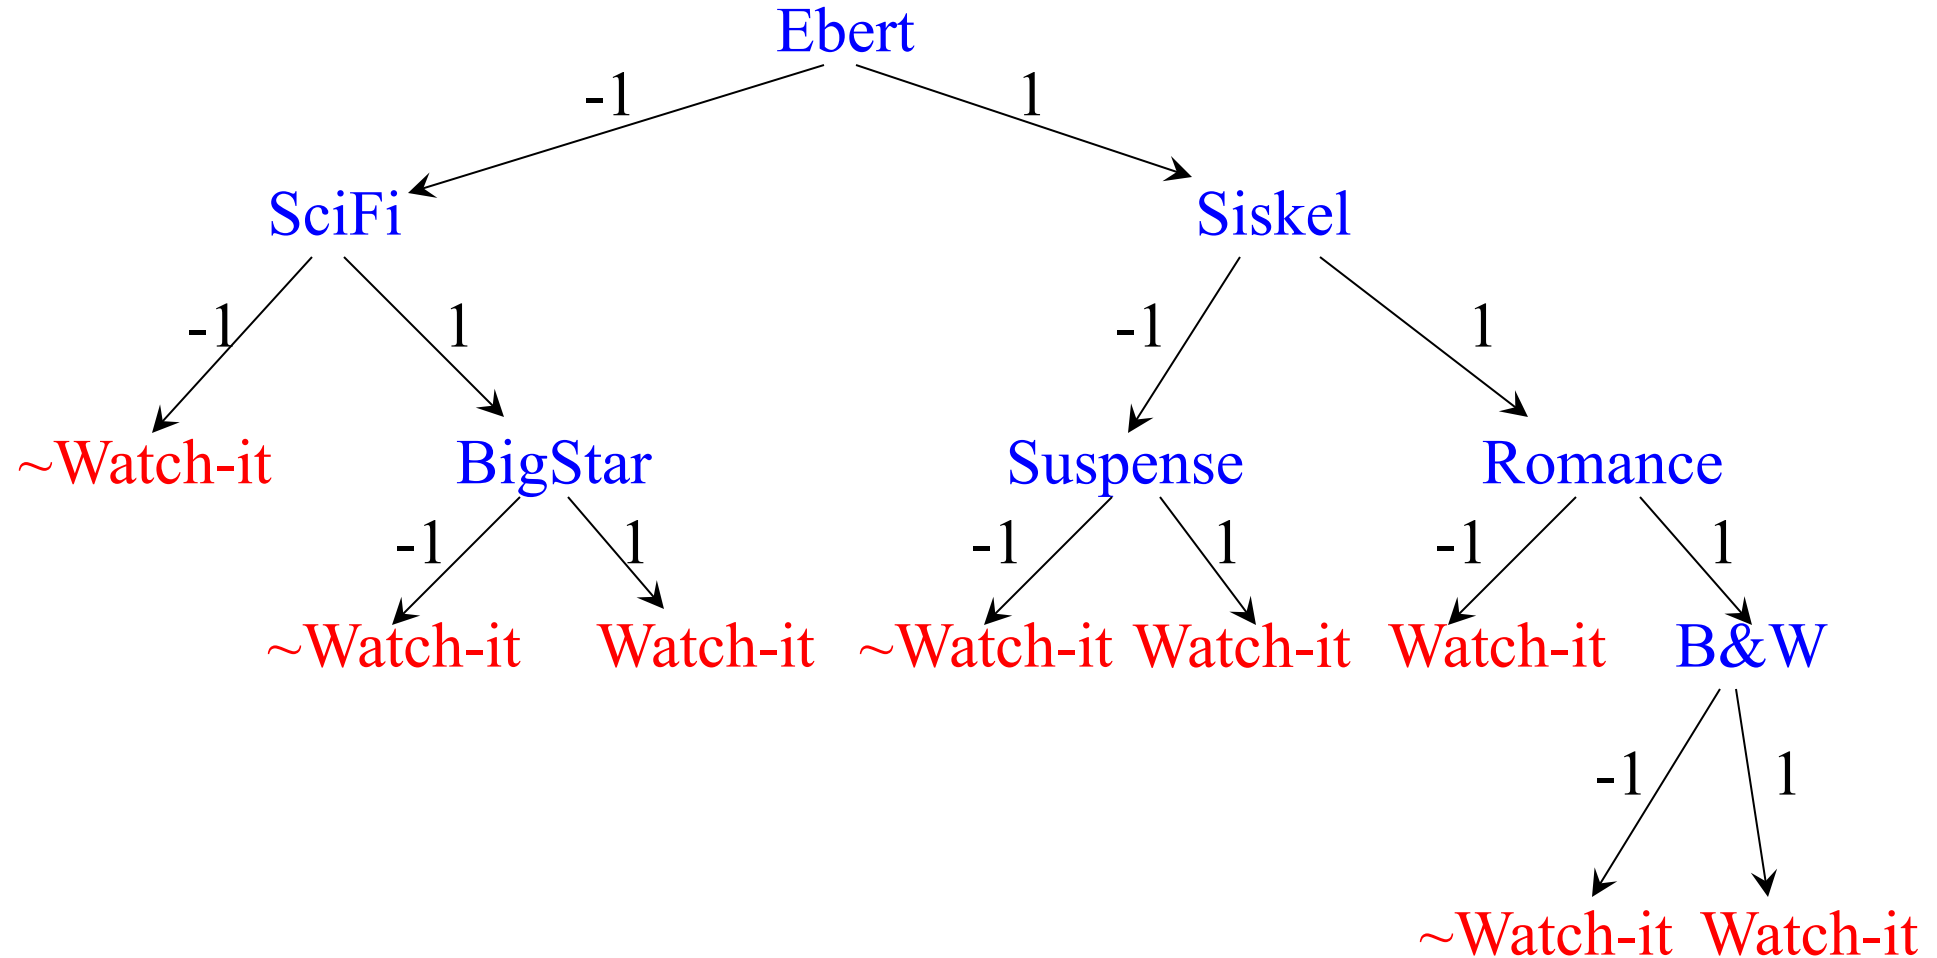 Ebert
-1 1
SciFi Siskel
-1 1 -1 1
~Watch-it BigStar Suspense Romance
-1 1 -1 1 -1 1
~Watch-it Watch-it ~Watch-it Watch-it Watch-it B&W
-1 1
~Watch-it Watch-it